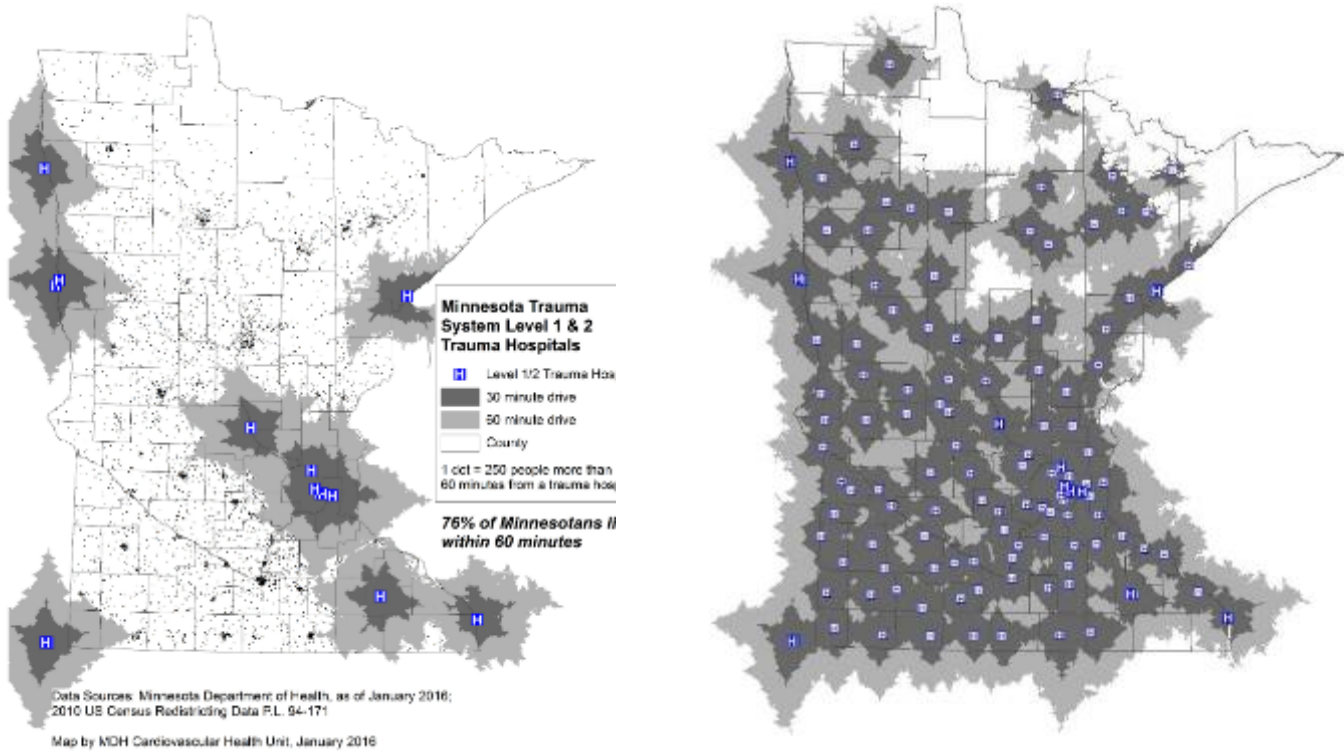 Minnesota Trauma
System Level 1 & 2
Trauma Hospitals
H Level 1/2 Trauma Hos
30 minute drive
60 minute drive
County
1 dot = 250 people more than
60 minutes from a trauma hosp
76% of Minnesotans li
within 60 minutes
Data Sources: Minnesota Department of Health, as of January 2016;
2010 US Census Redistricting Data P.L. 94-171
Map by MDH Cardiovascular Health Unit, January 2016